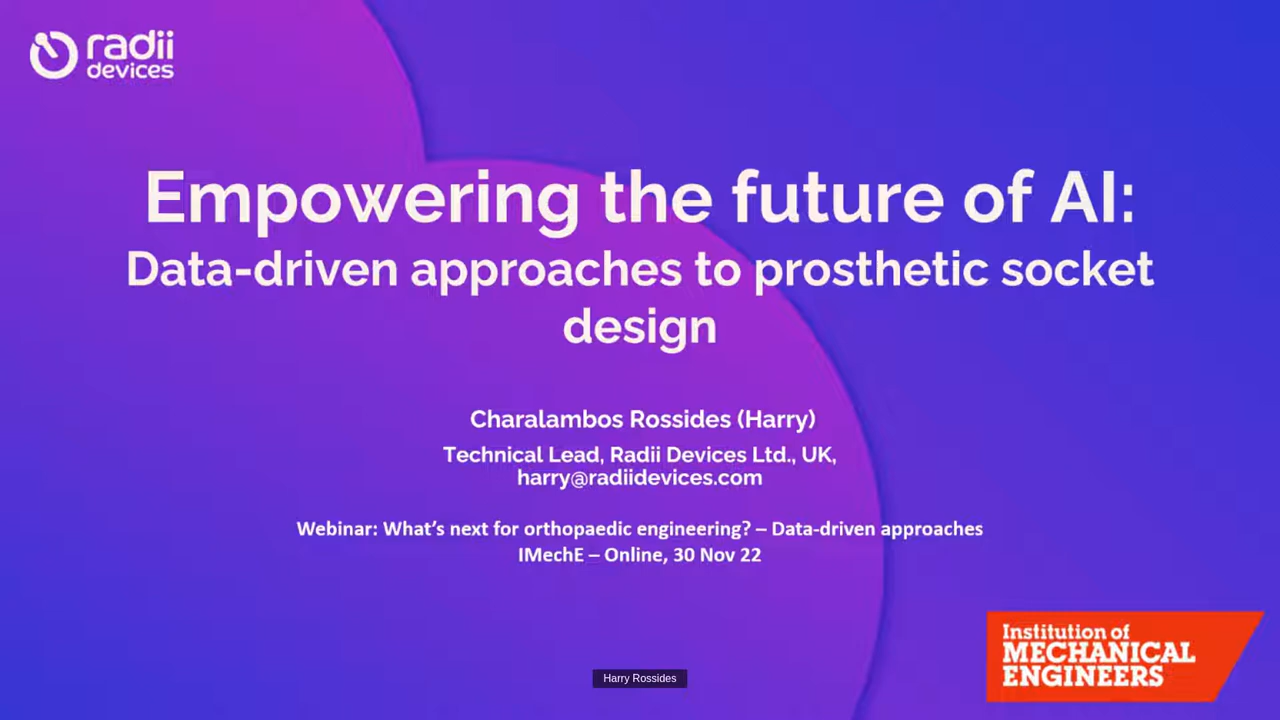 radii
devices
Empowering the future of AI:
Data-driven approaches to prosthetic socket
design
Charalambos Rossides (Harry)
Technical Lead, Radii Devices Ltd., UK,
harry@radiidevices.com
Webinar: What’s next for orthopaedic engineering? – Data-driven approaches
IMechE – Online, 30 Nov 22
Institution of
MECHANICAL
ENGINEERS
Harry Rossides